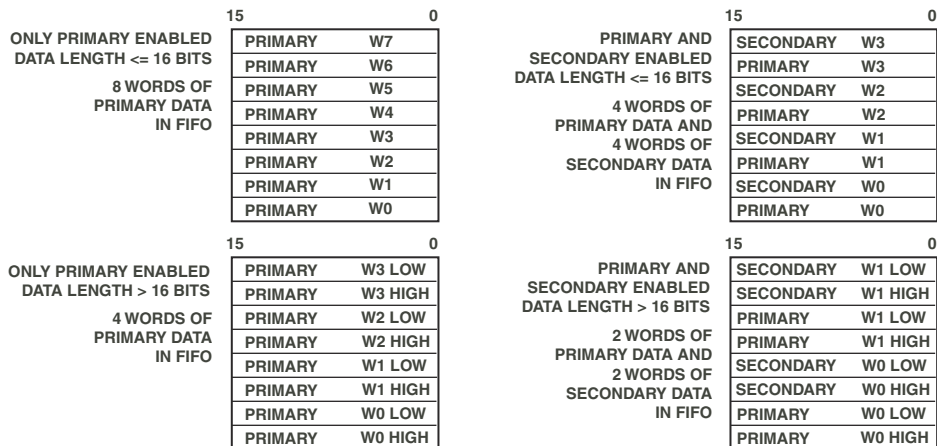 15 0
ONLY PRIMARY ENABLED
DATA LENGTH <= 16 BITS
8 WORDS OF
PRIMARY DATA
IN FIFO
PRIMARY W7
PRIMARY W6
PRIMARY W5
PRIMARY W4
PRIMARY W3
PRIMARY W2
PRIMARY W1
PRIMARY W0
15 0
PRIMARY AND
SECONDARY ENABLED
DATA LENGTH <= 16 BITS
4 WORDS OF
PRIMARY DATA AND
4 WORDS OF
SECONDARY DATA
IN FIFO
SECONDARY W3
PRIMARY W3
SECONDARY W2
PRIMARY W2
SECONDARY W1
PRIMARY W1
SECONDARY W0
PRIMARY W0
15 0
ONLY PRIMARY ENABLED
DATA LENGTH > 16 BITS
4 WORDS OF
PRIMARY DATA
IN FIFO
PRIMARY W3 LOW
PRIMARY W3 HIGH
PRIMARY W2 LOW
PRIMARY W2 HIGH
PRIMARY W1 LOW
PRIMARY W1 HIGH
PRIMARY W0 LOW
PRIMARY W0 HIGH
15 0
PRIMARY AND
SECONDARY ENABLED
DATA LENGTH > 16 BITS
2 WORDS OF
PRIMARY DATA AND
2 WORDS OF
SECONDARY DATA
IN FIFO
SECONDARY W1 LOW
SECONDARY W1 HIGH
PRIMARY W1 LOW
PRIMARY W1 HIGH
SECONDARY W0 LOW
SECONDARY W0 HIGH
PRIMARY W0 LOW
PRIMARY W0 HIGH